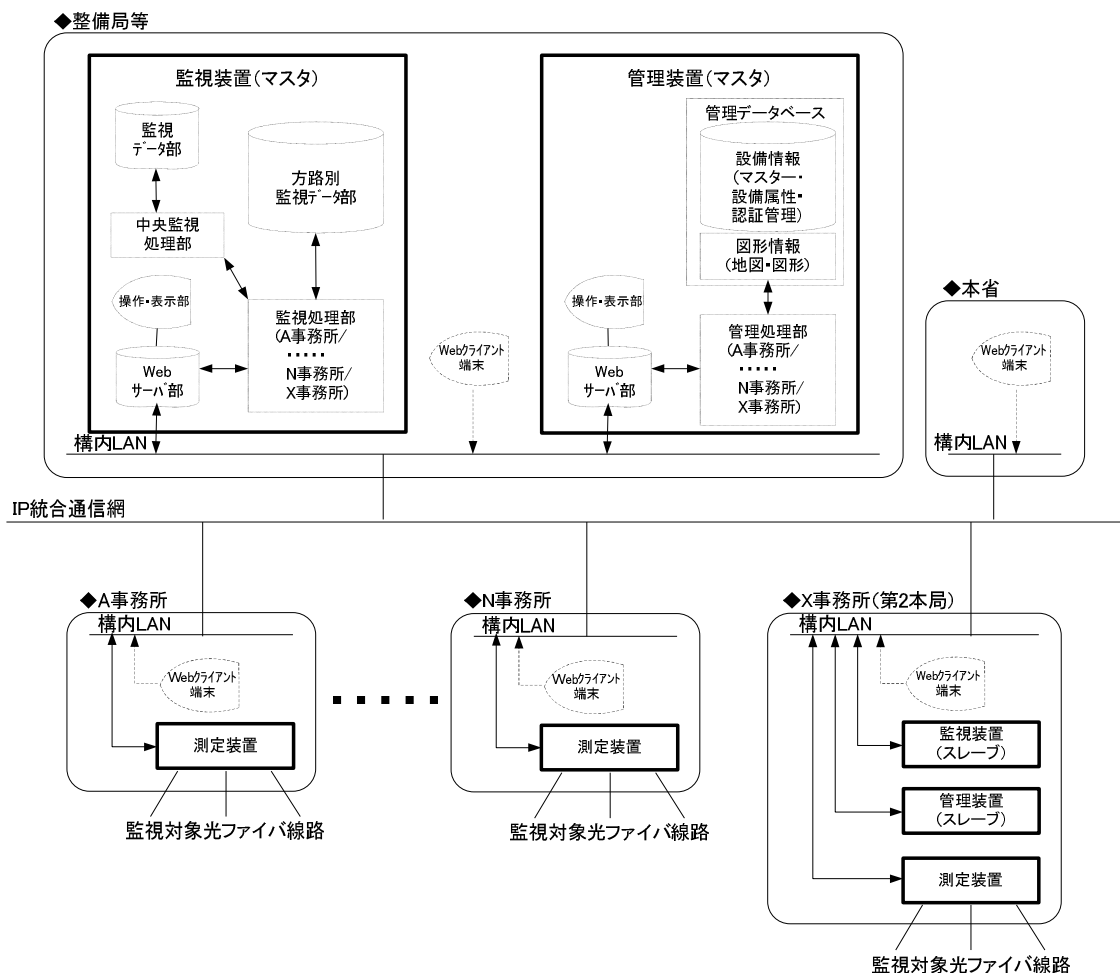 ◆整備局等
監視装置(マスタ)
監視
ﾃﾞｰﾀ部
方路別
監視ﾃﾞｰﾀ部
中央監視
処理部
操作・表示部
監視処理部
(A事務所/
・・・・・
N事務所/
X事務所)
Web
ｻｰﾊﾞ部
構内LAN
Webｸﾗｲｱﾝﾄ
端末
管理装置(マスタ)
管理データベース
設備情報
(マスター・
設備属性・
認証管理)
図形情報
(地図・図形)
操作・表示部
管理処理部
(A事務所/
・・・・・
N事務所/
X事務所)
Web
ｻｰﾊﾞ部
◆本省
Webｸﾗｲｱﾝﾄ
端末
構内LAN
IP統合通信網
◆A事務所
構内LAN
Webｸﾗｲｱﾝﾄ
端末
測定装置
監視対象光ファイバ線路
・・・・・
◆N事務所
構内LAN
Webｸﾗｲｱﾝﾄ
端末
測定装置
監視対象光ファイバ線路
◆X事務所(第2本局)
構内LAN
Webｸﾗｲｱﾝﾄ
端末
監視装置
(スレーブ)
管理装置
(スレーブ)
測定装置
監視対象光ファイバ線路